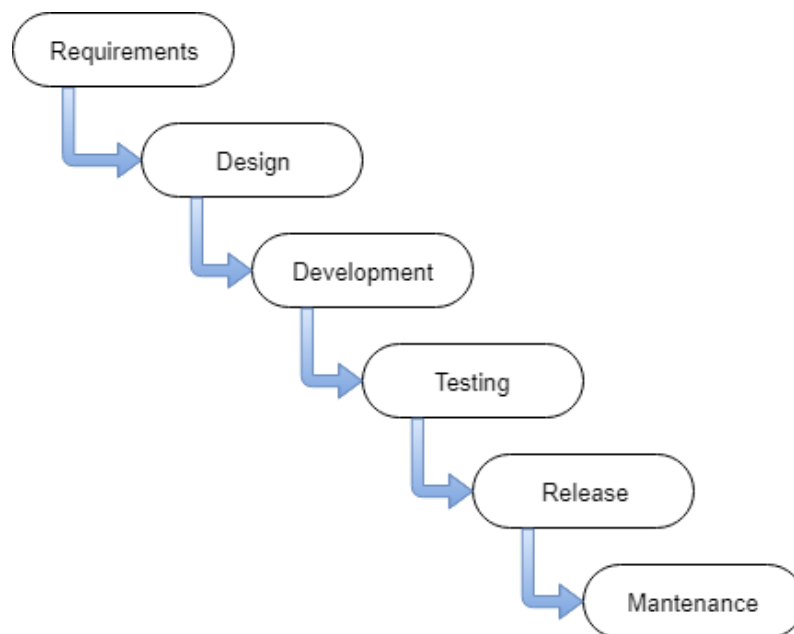 Requirements
Design
Development
Testing
Release
Mantenance